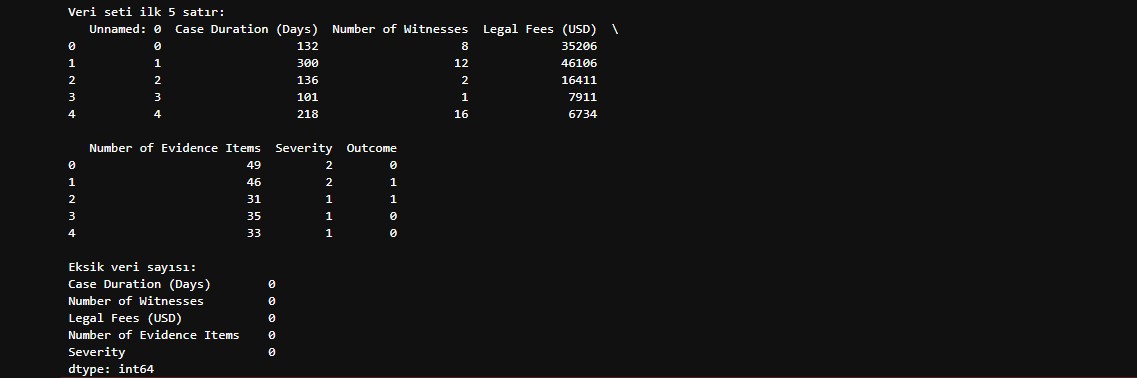 Veri seti ilk 5 satır:
   Unnamed: 0  Case Duration (Days)  Number of Witnesses  Legal Fees (USD)  \
0           0                   132                    8             35206
1           1                   300                   12             46106
2           2                   136                    2             16411
3           3                   101                    1              7911
4           4                   218                   16              6734

   Number of Evidence Items  Severity  Outcome
0                        49         2        0
1                        46         2        1
2                        31         1        1
3                        35         1        0
4                        33         1        0

Eksik veri sayısı:
Case Duration (Days)        0
Number of Witnesses         0
Legal Fees (USD)            0
Number of Evidence Items    0
Severity                    0
dtype: int64